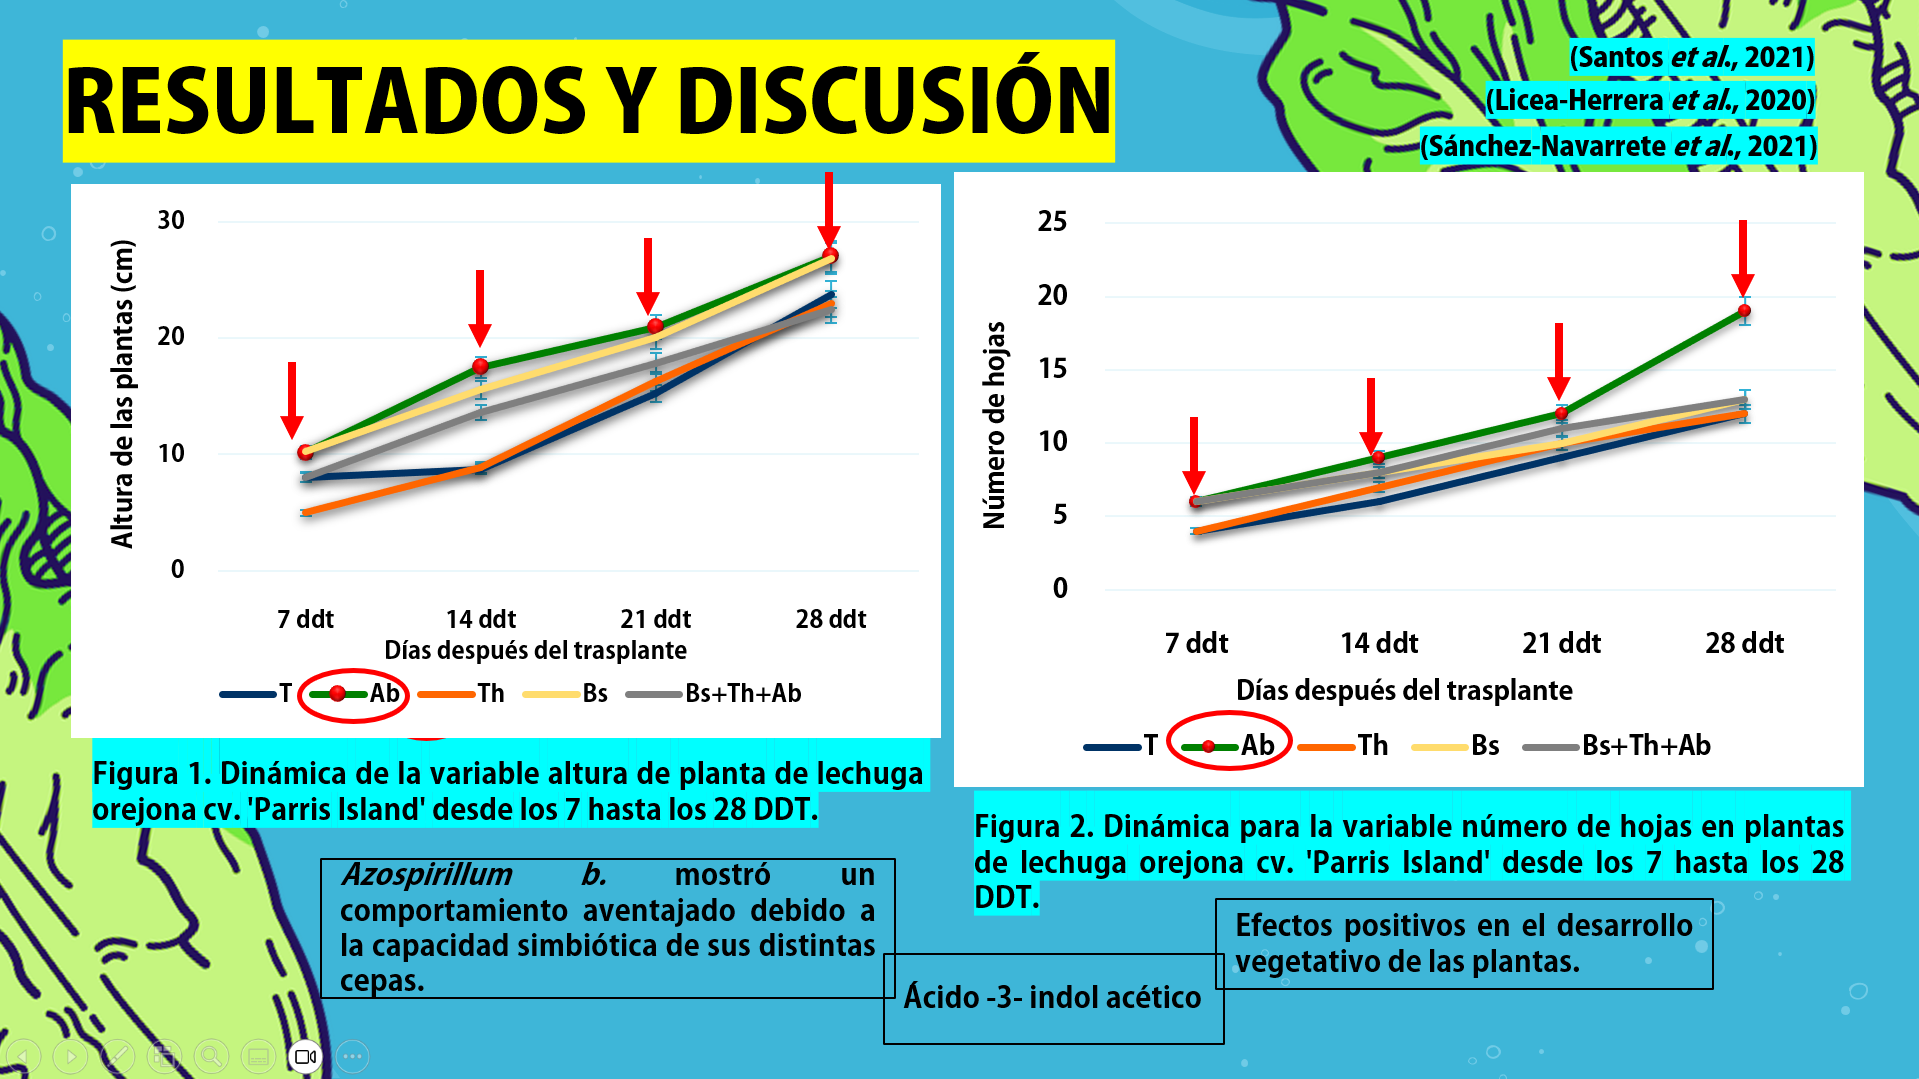 RESULTADOS Y DISCUSIÓN
(Santos et al., 2021)
(Licea-Herrera et al., 2020)
(Sánchez-Navarrete et al., 2021)
Altura de las plantas (cm)
30
20
10
0
7 ddt 14 ddt 21 ddt 28 ddt
Días después del trasplante
T Ab Th Bs Bs+Th+Ab
Número de hojas
25
20
15
10
5
0
7 ddt 14 ddt 21 ddt 28 ddt
Días después del trasplante
T Ab Th Bs Bs+Th+Ab
Figura 1. Dinámica de la variable altura de planta de lechuga
orejona cv. 'Parris Island' desde los 7 hasta los 28 DDT.
Figura 2. Dinámica para la variable número de hojas en plantas
de lechuga orejona cv. 'Parris Island' desde los 7 hasta los 28
DDT.
Azospirillum b. mostró un
comportamiento aventajado debido a
la capacidad simbiótica de sus distintas
cepas.
Ácido -3- indol acético
Efectos positivos en el desarrollo
vegetativo de las plantas.